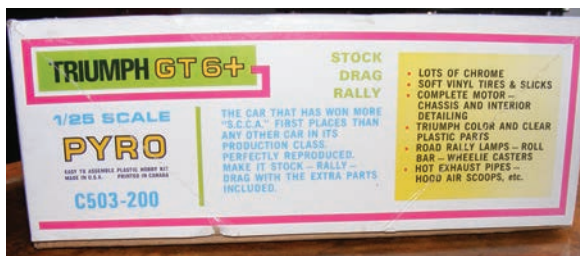 TRIUMPH GT6+
1/25 SCALE
PYRO
EASY TO ASSEMBLE PLASTIC HOBBY KIT
MADE IN U.S.A. PRINTED IN CANADA
C503-200
STOCK
DRAG
RALLY
THE CAR THAT HAS WON MORE
"S.C.C.A." FIRST PLACES THAN
ANY OTHER CAR IN ITS
PRODUCTION CLASS.
PERFECTLY REPRODUCED.
MAKE IT STOCK – RALLY –
DRAG WITH THE EXTRA PARTS
INCLUDED.
• LOTS OF CHROME
• SOFT VINYL TIRES & SLICKS
• COMPLETE MOTOR –
CHASSIS AND INTERIOR
DETAILING
• TRIUMPH COLOR AND CLEAR
PLASTIC PARTS
• ROAD RALLY LAMPS – ROLL
BAR – WHEELIE CASTERS
• HOT EXHAUST PIPES –
HOOD AIR SCOOPS, etc.